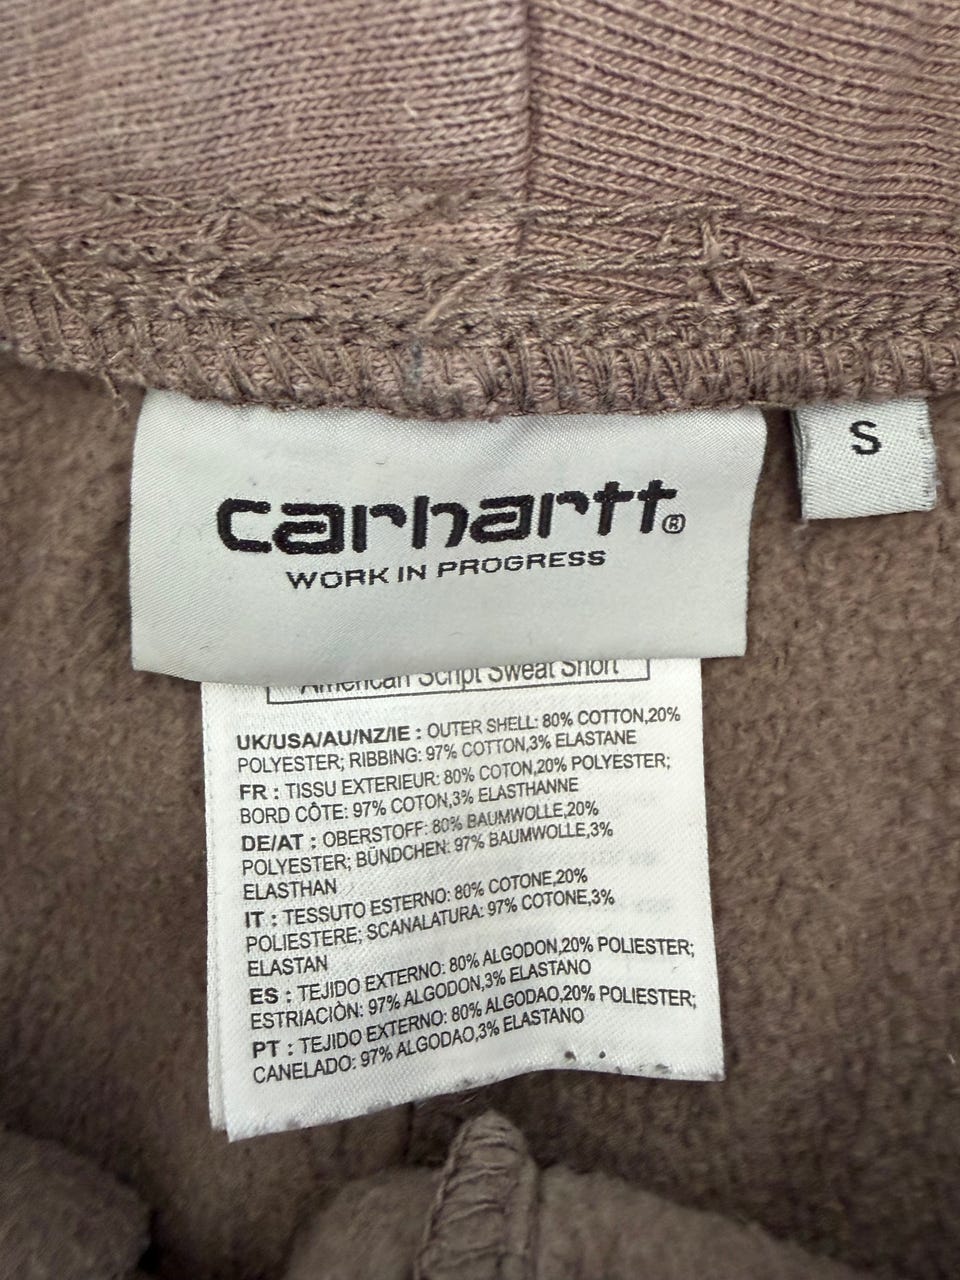 carhartt®
WORK IN PROGRESS
S
American Script Sweat Short
UK/USA/AU/NZ/IE : OUTER SHELL: 80% COTTON,20%
POLYESTER; RIBBING: 97% COTTON,3% ELASTANE
FR : TISSU EXTERIEUR: 80% COTON,20% POLYESTER;
BORD CÔTE: 97% COTON,3% ELASTHANNE
DE/AT : OBERSTOFF: 80% BAUMWOLLE,20%
POLYESTER; BÜNDCHEN: 97% BAUMWOLLE,3%
ELASTHAN
IT : TESSUTO ESTERNO: 80% COTONE,20%
POLIESTERE; SCANALATURA: 97% COTONE,3%
ELASTAN
ES : TEJIDO EXTERNO: 80% ALGODON,20% POLIESTER;
ESTRIACIÒN: 97% ALGODON,3% ELASTANO
PT : TEJIDO EXTERNO: 80% ALGODAO,20% POLIESTER;
CANELADO: 97% ALGODAO,3% ELASTANO